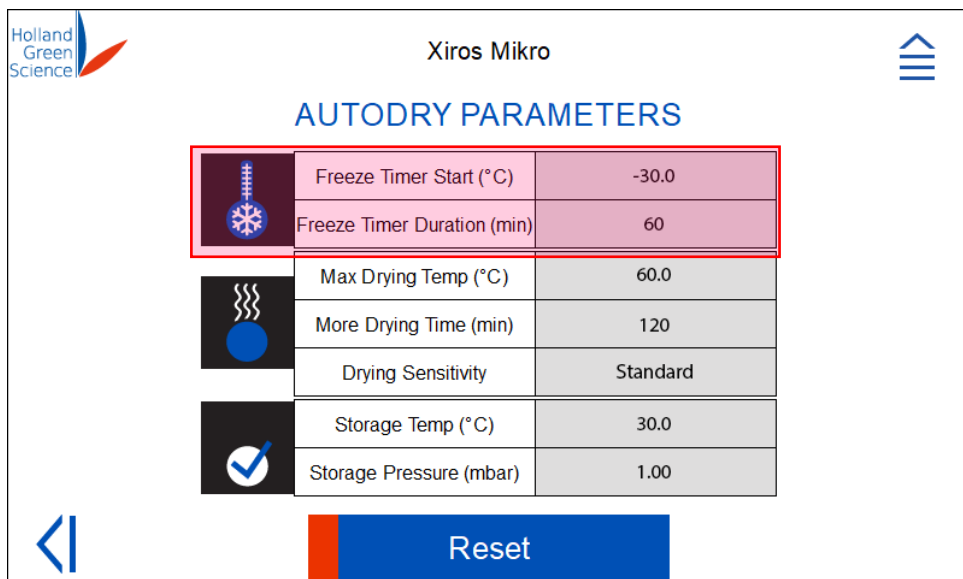 Holland
Green
Science
Xiros Mikro
AUTODRY PARAMETERS
Freeze Timer Start (°C) -30.0
Freeze Timer Duration (min) 60
Max Drying Temp (°C) 60.0
More Drying Time (min) 120
Drying Sensitivity Standard
Storage Temp (°C) 30.0
Storage Pressure (mbar) 1.00
Reset